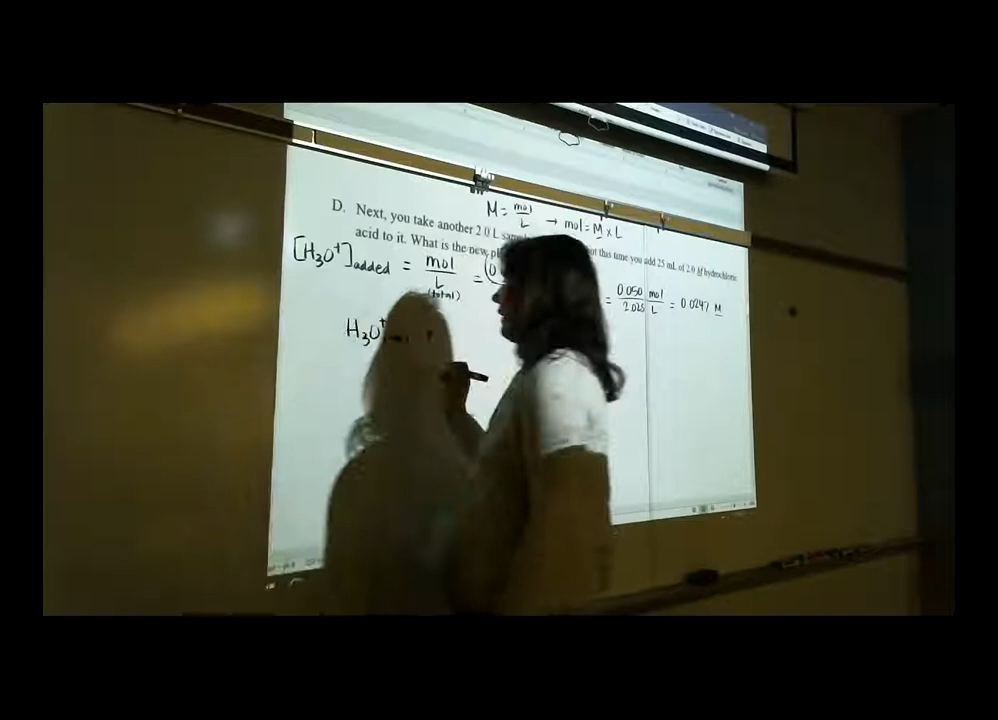 M = mol/L → mol = M x L
D. Next, you take another 2.0 L but this time you add 25 mL of 2.0 M hydrochloric
acid to it. What is the new
[H₃O⁺]added = mol/L (total) = (0 = 0.050/2.025 mol/L = 0.0247 M
H₃O⁺